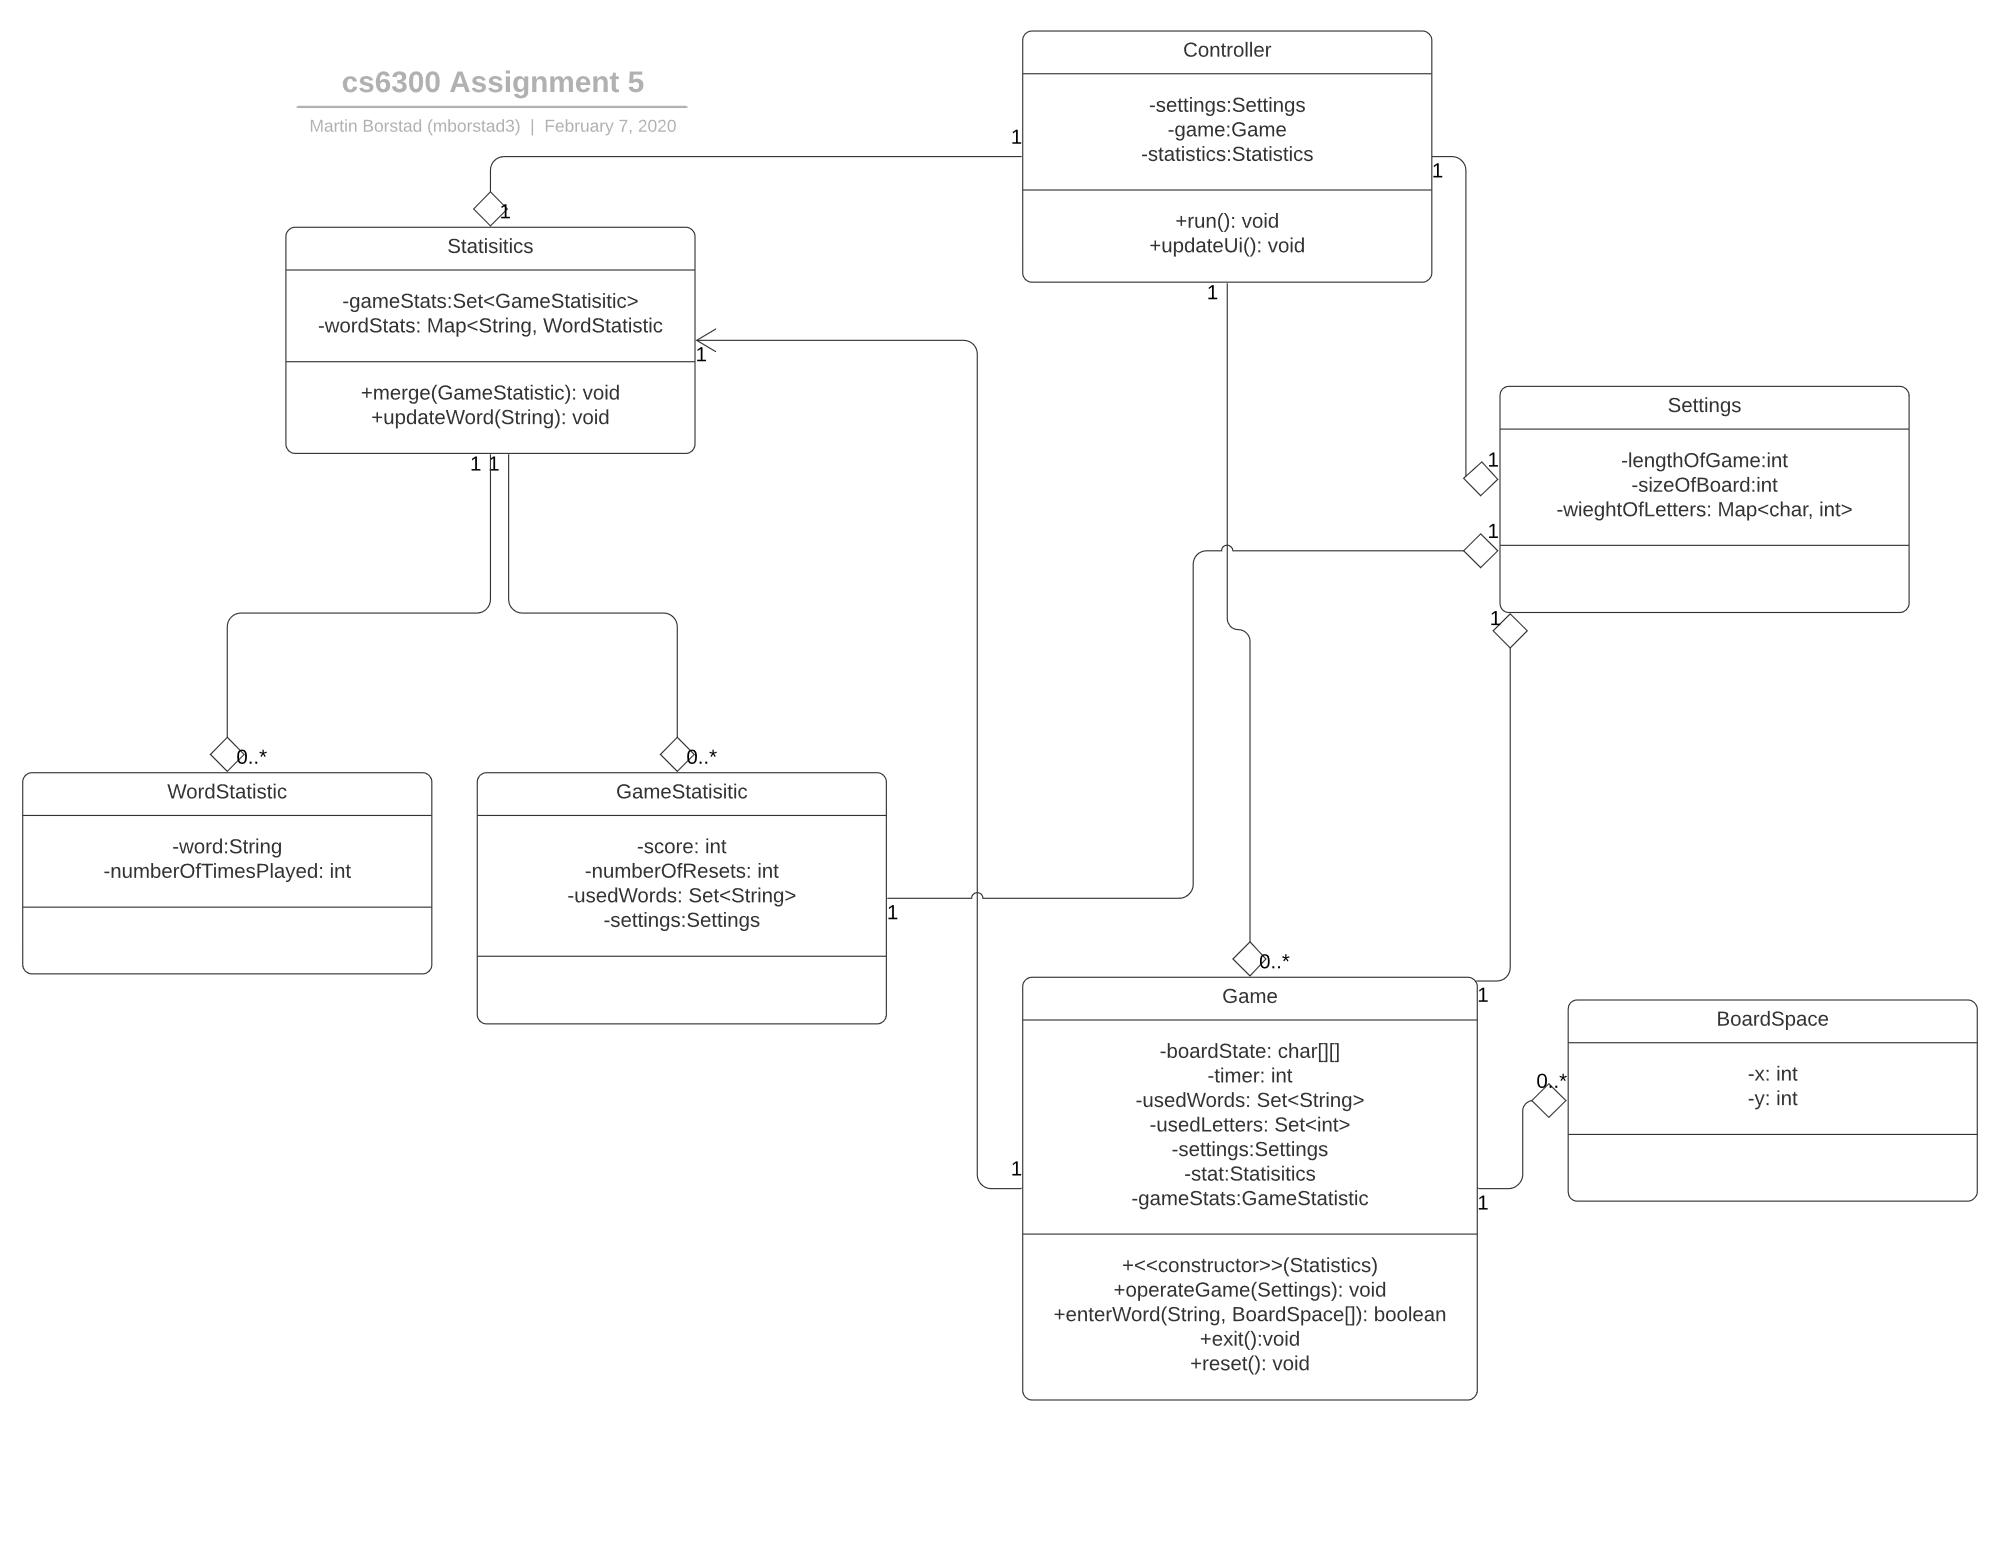 cs6300 Assignment 5
Martin Borstad (mborstad3) | February 7, 2020
Controller
-settings:Settings
-game:Game
-statistics:Statistics
+run(): void
+updateUi(): void
1
1
1
1
Statisitics
-gameStats:Set<GameStatisitic>
-wordStats: Map<String, WordStatistic
+merge(GameStatistic): void
+updateWord(String): void
1
1
1
Settings
-lengthOfGame:int
-sizeOfBoard:int
-wieghtOfLetters: Map<char, int>
1
1
1
WordStatistic
-word:String
-numberOfTimesPlayed: int
0..*
GameStatisitic
-score: int
-numberOfResets: int
-usedWords: Set<String>
-settings:Settings
0..*
1
Game
-boardState: char[][]
-timer: int
-usedWords: Set<String>
-usedLetters: Set<int>
-settings:Settings
-stat:Statisitics
-gameStats:GameStatistic
+<<constructor>>(Statistics)
+operateGame(Settings): void
+enterWord(String, BoardSpace[]): boolean
+exit():void
+reset(): void
0..*
1
1
1
BoardSpace
-x: int
-y: int
0..*